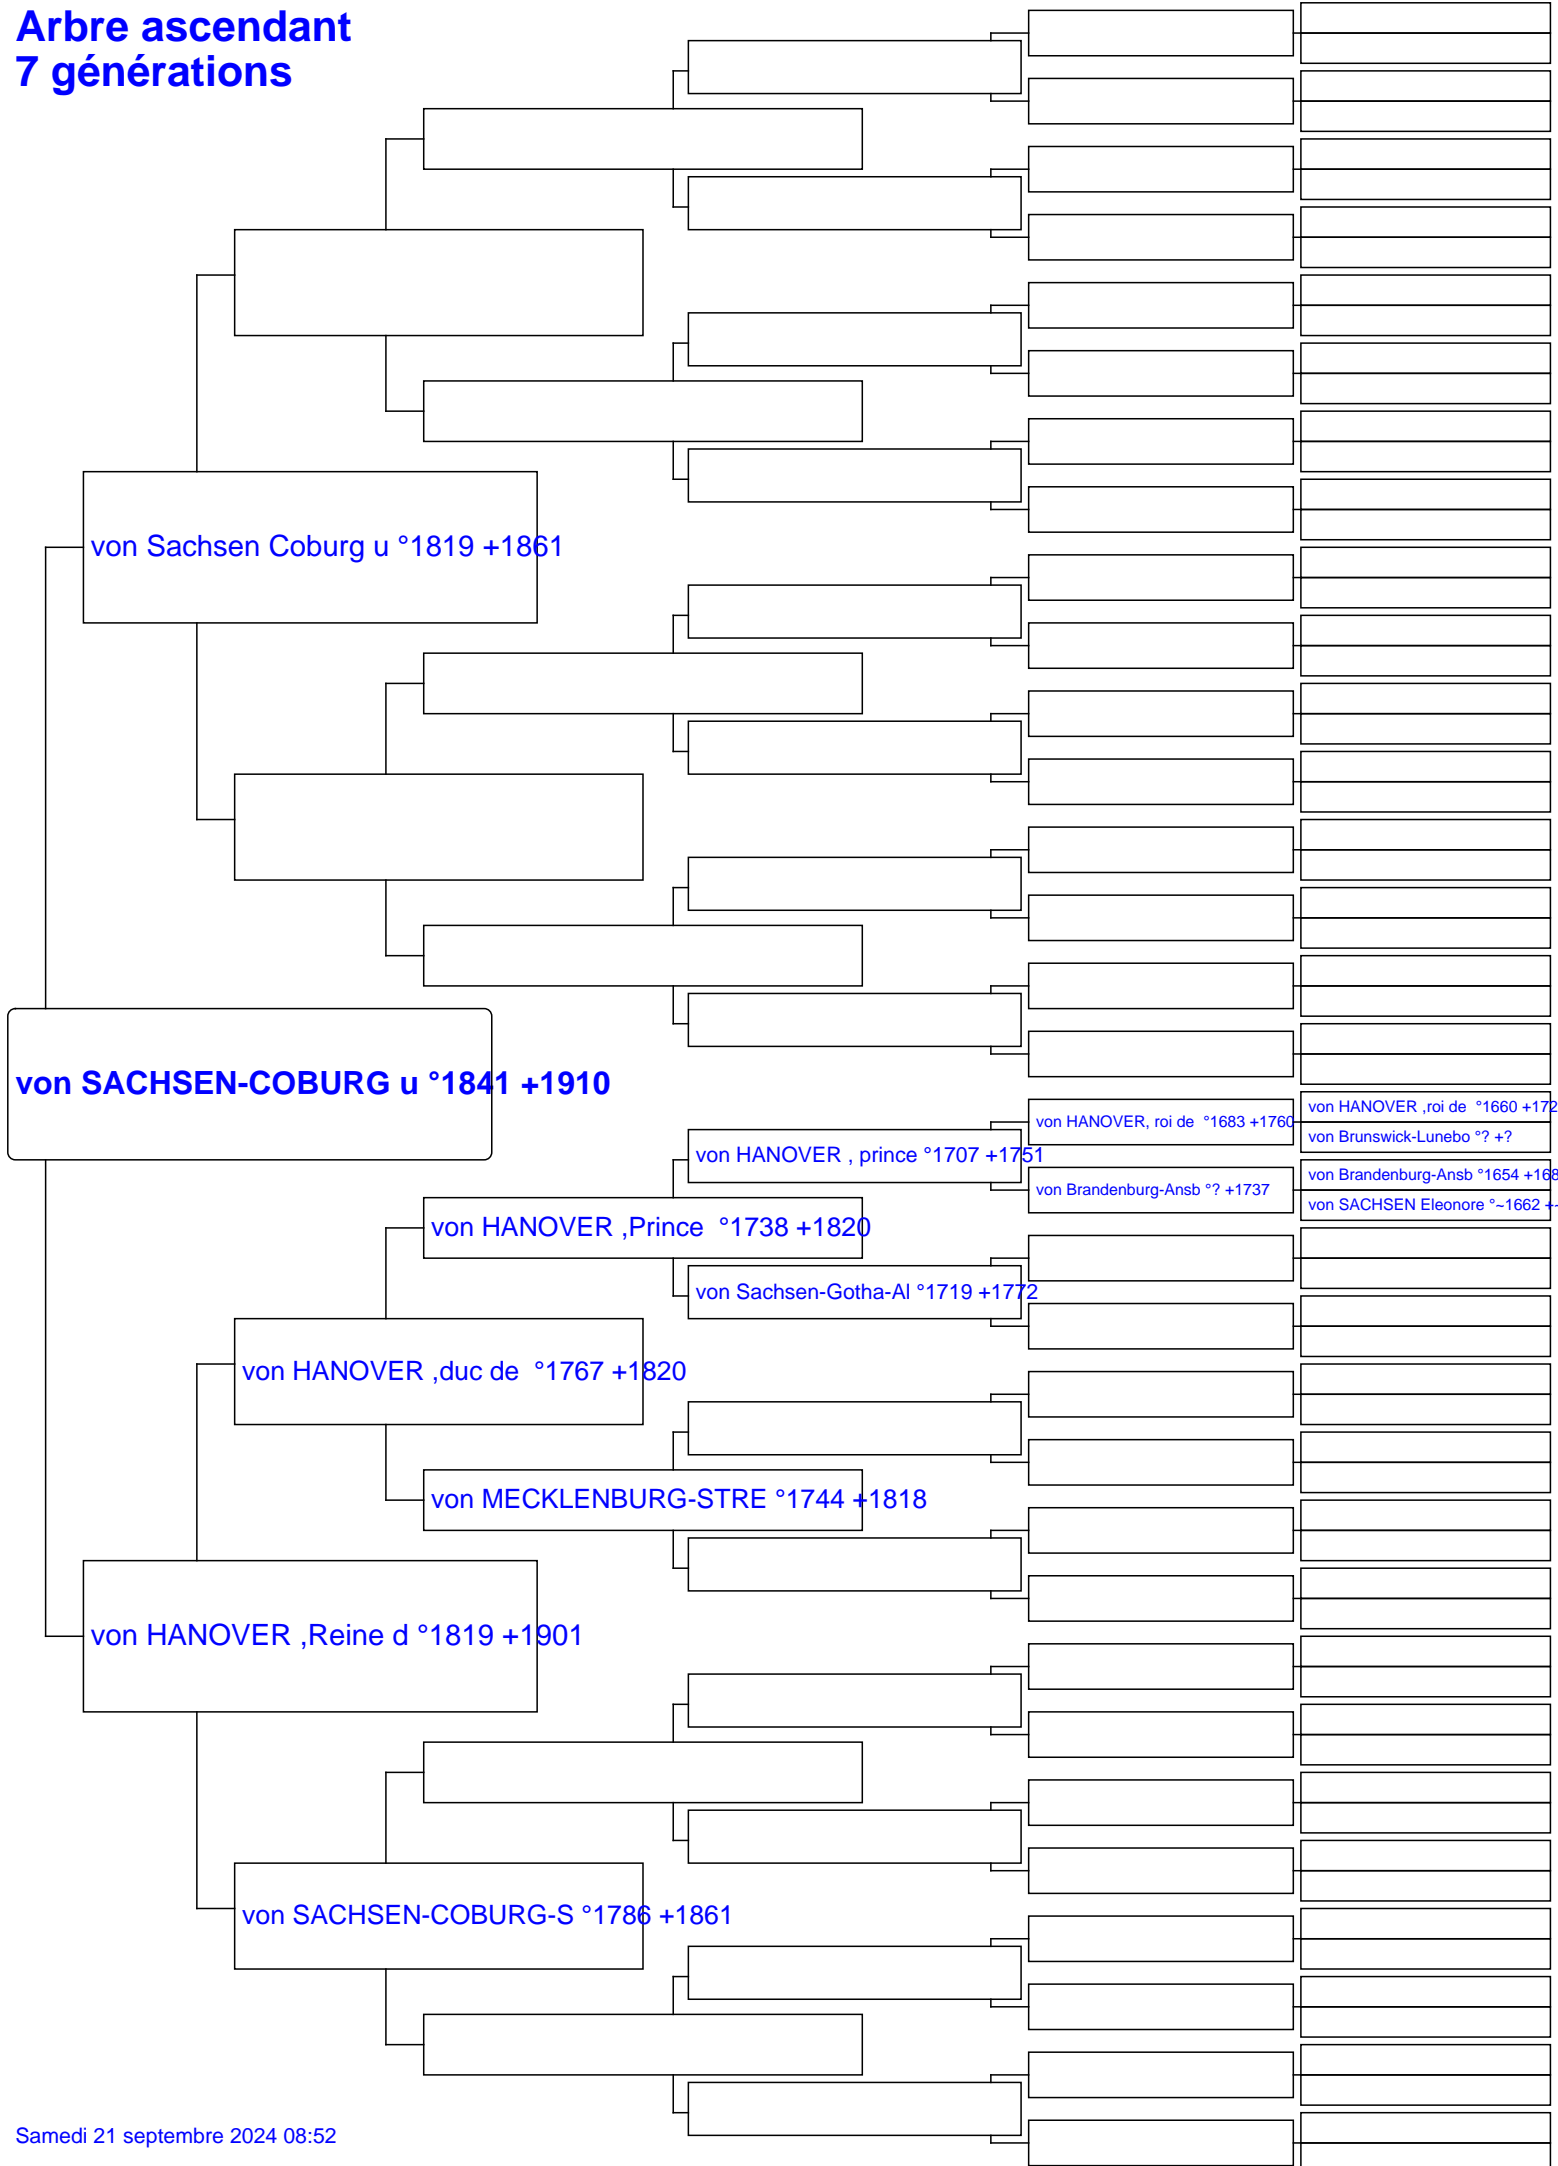 Arbre ascendant
7 générations
von Sachsen Coburg u °1819 +1861
von SACHSEN-COBURG u °1841 +1910
von HANOVER ,roi de °1660 +172
von HANOVER, roi de °1683 +1760
von Brunswick-Lunebo °? +?
von HANOVER , prince °1707 +1751
von Brandenburg-Ansb °1654 +168
von Brandenburg-Ansb °? +1737
von SACHSEN Eleonore °~1662 +~
von HANOVER ,Prince °1738 +1820
von Sachsen-Gotha-Al °1719 +1772
von HANOVER ,duc de °1767 +1820
von MECKLENBURG-STRE °1744 +1818
von HANOVER ,Reine d °1819 +1901
von SACHSEN-COBURG-S °1786 +1861
Samedi 21 septembre 2024 08:52